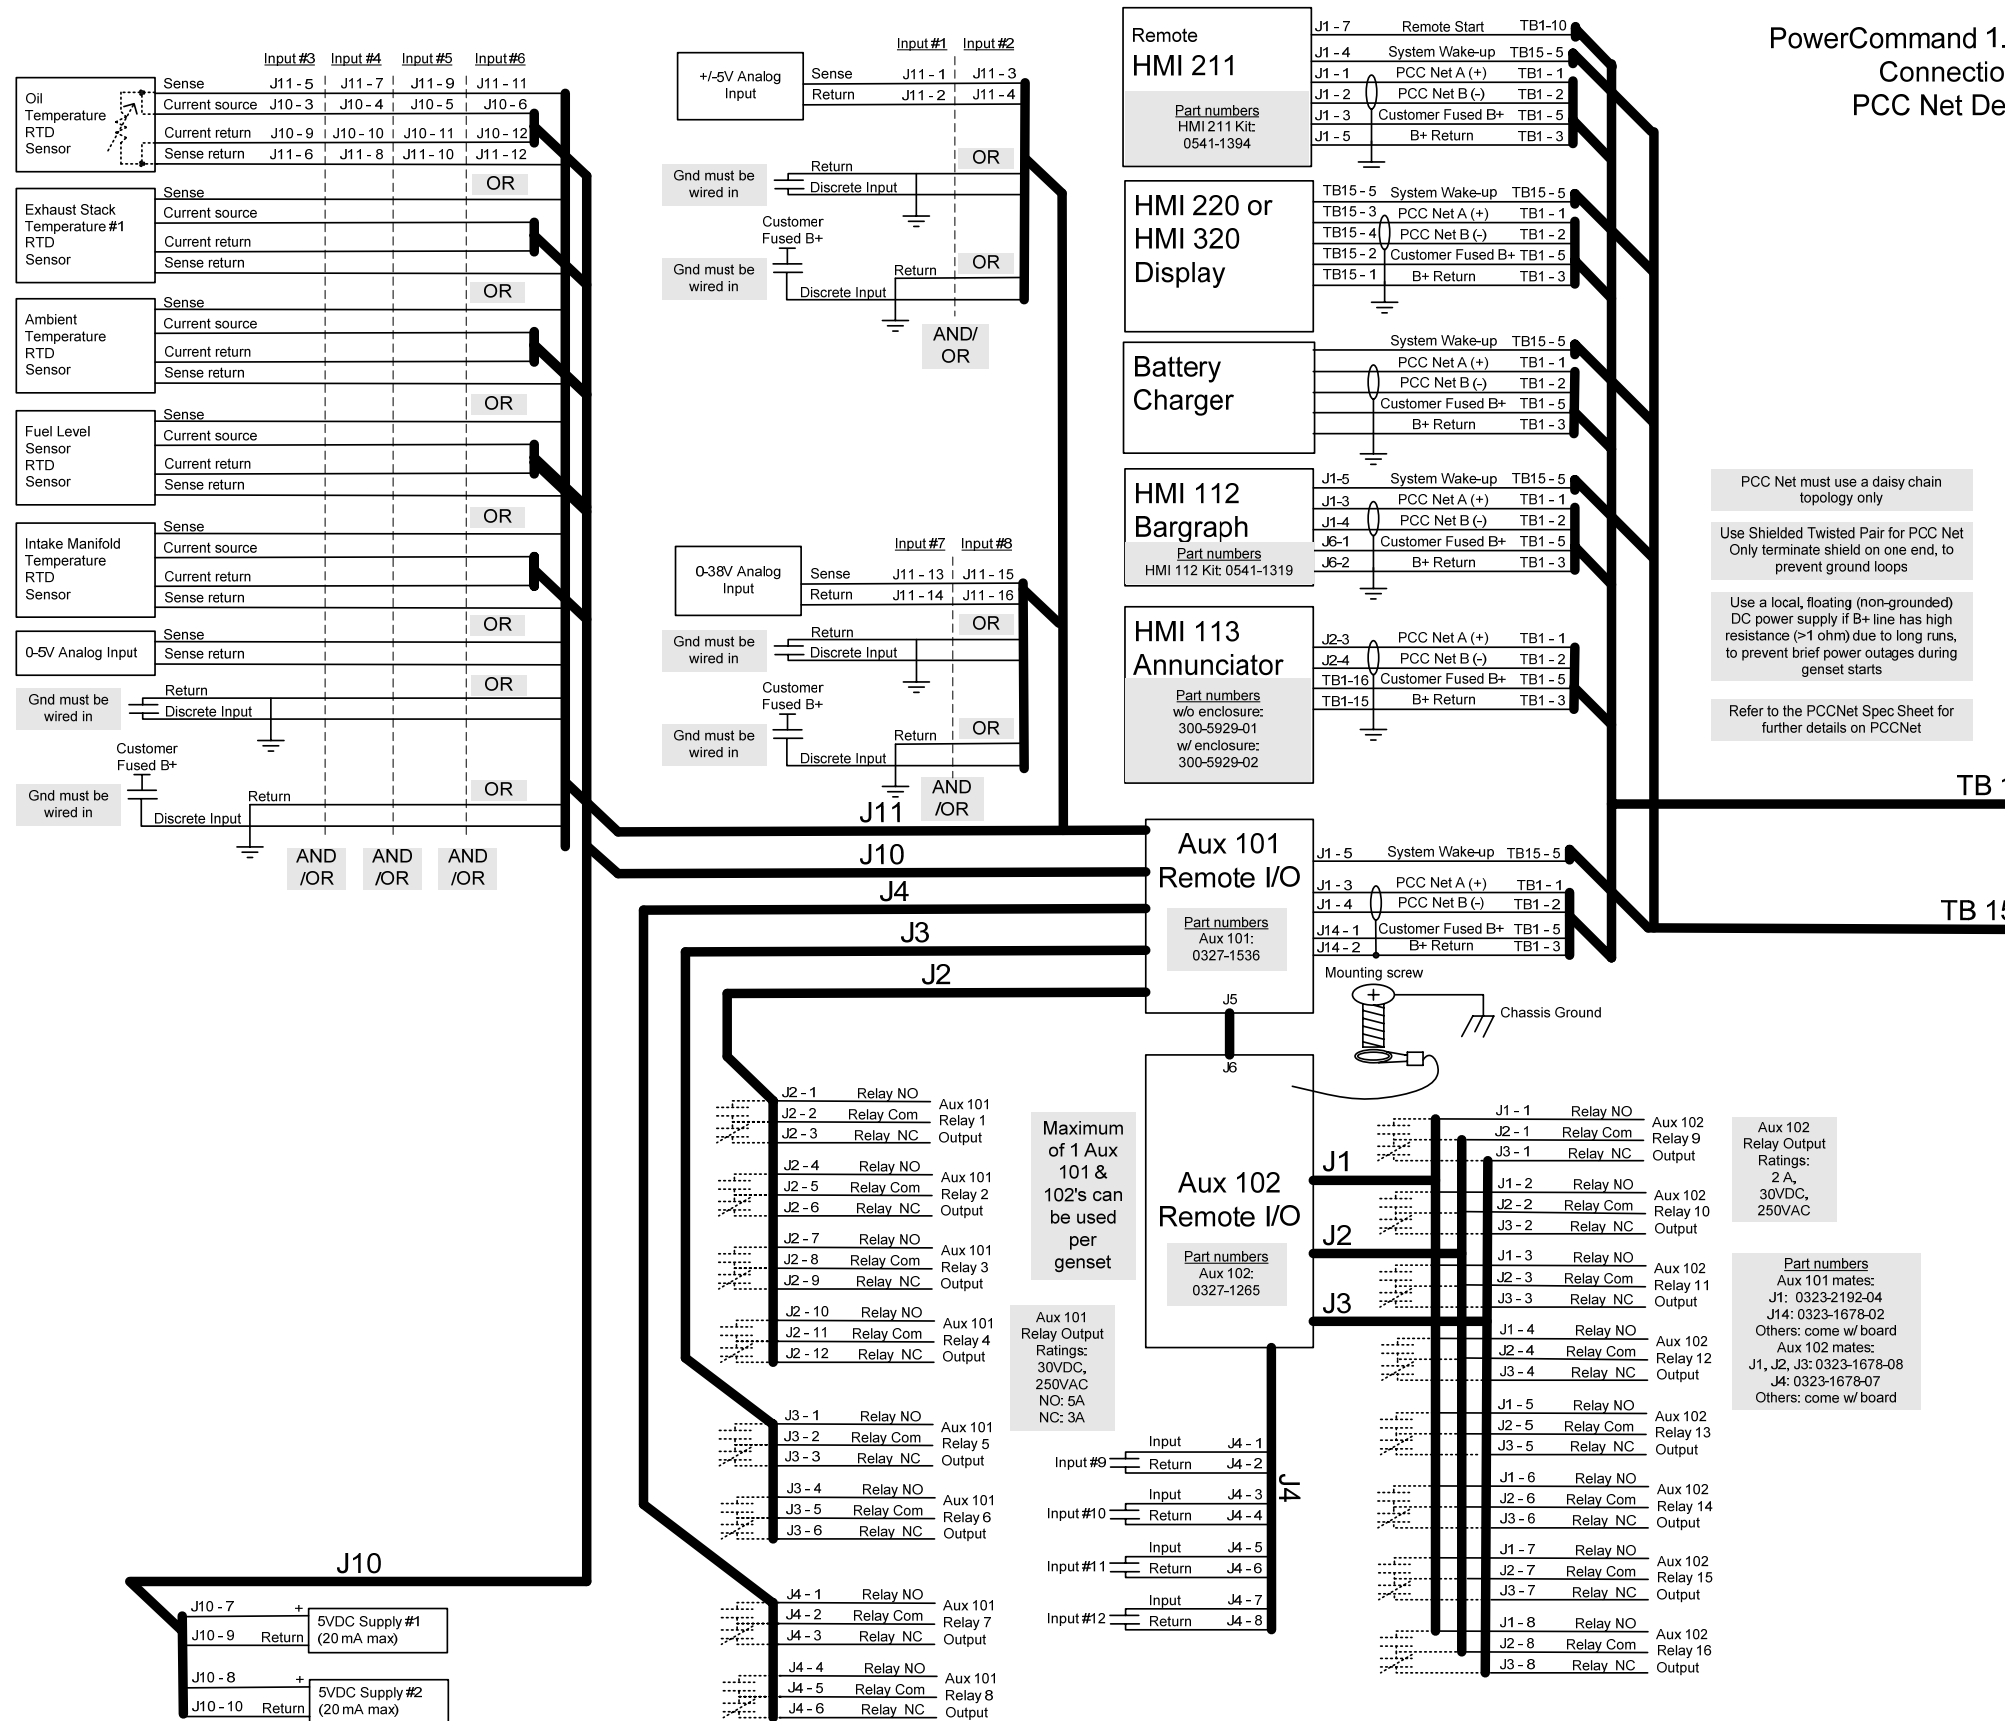 PowerCommand 1.
Connectio
PCC Net De
Input #3 Input #4 Input #5 Input #6
Oil
Temperature
RTD
Sensor
Sense J11 - 5 J11 - 7 J11 - 9 J11 - 11
Current source J10 - 3 J10 - 4 J10 - 5 J10 - 6
Current return J10 - 9 J10 - 10 J10 - 11 J10 - 12
Sense return J11 - 6 J11 - 8 J11 - 10 J11 - 12
OR
Exhaust Stack
Temperature #1
RTD
Sensor
Sense
Current source
Current return
Sense return
OR
Ambient
Temperature
RTD
Sensor
Sense
Current source
Current return
Sense return
OR
Fuel Level
Sensor
RTD
Sensor
Sense
Current source
Current return
Sense return
OR
Intake Manifold
Temperature
RTD
Sensor
Sense
Current source
Current return
Sense return
OR
0-5V Analog Input
Sense
Sense return
OR
Gnd must be
wired in
Return
Discrete Input
Customer
Fused B+
OR
Gnd must be
wired in
Return
Discrete Input
AND
/OR
AND
/OR
AND
/OR
Input #1 Input #2
+/-5V Analog
Input
Sense J11 - 1 J11 - 3
Return J11 - 2 J11 - 4
OR
Gnd must be
wired in
Return
Discrete Input
Customer
Fused B+
OR
Gnd must be
wired in
Return
Discrete Input
AND/
OR
Input #7 Input #8
0-38V Analog
Input
Sense J11 - 13 J11 - 15
Return J11 - 14 J11 - 16
OR
Gnd must be
wired in
Return
Discrete Input
Customer
Fused B+
OR
Gnd must be
wired in
Return
Discrete Input
AND
/OR
Remote
HMI 211
Part numbers
HMI 211 Kit:
0541-1394
J1 - 7 Remote Start TB1-10
J1 - 4 System Wake-up TB15 - 5
J1 - 1 PCC Net A (+) TB1 - 1
J1 - 2 PCC Net B (-) TB1 - 2
J1 - 3 Customer Fused B+ TB1 - 5
J1 - 5 B+ Return TB1 - 3
HMI 220 or
HMI 320
Display
TB15 - 5 System Wake-up TB15 - 5
TB15 - 3 PCC Net A (+) TB1 - 1
TB15 - 4 PCC Net B (-) TB1 - 2
TB15 - 2 Customer Fused B+ TB1 - 5
TB15 - 1 B+ Return TB1 - 3
Battery
Charger
System Wake-up TB15 - 5
PCC Net A (+) TB1 - 1
PCC Net B (-) TB1 - 2
Customer Fused B+ TB1 - 5
B+ Return TB1 - 3
HMI 112
Bargraph
Part numbers
HMI 112 Kit: 0541-1319
J1-5 System Wake-up TB15 - 5
J1-3 PCC Net A (+) TB1 - 1
J1-4 PCC Net B (-) TB1 - 2
J6-1 Customer Fused B+ TB1 - 5
J6-2 B+ Return TB1 - 3
HMI 113
Annunciator
Part numbers
w/o enclosure:
300-5929-01
w/ enclosure:
300-5929-02
J2-3 PCC Net A (+) TB1 - 1
J2-4 PCC Net B (-) TB1 - 2
TB1-16 Customer Fused B+ TB1 - 5
TB1-15 B+ Return TB1 - 3
PCC Net must use a daisy chain
topology only
Use Shielded Twisted Pair for PCC Net
Only terminate shield on one end, to
prevent ground loops
Use a local, floating (non-grounded)
DC power supply if B+ line has high
resistance (>1 ohm) due to long runs,
to prevent brief power outages during
genset starts
Refer to the PCCNet Spec Sheet for
further details on PCCNet
TB 1
TB 15
J11
J10
J4
J3
J2
Aux 101
Remote I/O
Part numbers
Aux 101:
0327-1536
J5
J1 - 5 System Wake-up TB15 - 5
J1 - 3 PCC Net A (+) TB1 - 1
J1 - 4 PCC Net B (-) TB1 - 2
J14 - 1 Customer Fused B+ TB1 - 5
J14 - 2 B+ Return TB1 - 3
Mounting screw
Chassis Ground
J6
Aux 102
Remote I/O
Part numbers
Aux 102:
0327-1265
J1
J2
J3
J4
Maximum
of 1 Aux
101 &
102's can
be used
per
genset
Aux 101
Relay Output
Ratings:
30VDC,
250VAC
NO: 5A
NC: 3A
J2 - 1 Relay NO
J2 - 2 Relay Com
J2 - 3 Relay NC
Aux 101
Relay 1
Output
J2 - 4 Relay NO
J2 - 5 Relay Com
J2 - 6 Relay NC
Aux 101
Relay 2
Output
J2 - 7 Relay NO
J2 - 8 Relay Com
J2 - 9 Relay NC
Aux 101
Relay 3
Output
J2 - 10 Relay NO
J2 - 11 Relay Com
J2 - 12 Relay NC
Aux 101
Relay 4
Output
J3 - 1 Relay NO
J3 - 2 Relay Com
J3 - 3 Relay NC
Aux 101
Relay 5
Output
J3 - 4 Relay NO
J3 - 5 Relay Com
J3 - 6 Relay NC
Aux 101
Relay 6
Output
J4 - 1 Relay NO
J4 - 2 Relay Com
J4 - 3 Relay NC
Aux 101
Relay 7
Output
J4 - 4 Relay NO
J4 - 5 Relay Com
J4 - 6 Relay NC
Aux 101
Relay 8
Output
Input #9
Input J4 - 1
Return J4 - 2
Input #10
Input J4 - 3
Return J4 - 4
Input #11
Input J4 - 5
Return J4 - 6
Input #12
Input J4 - 7
Return J4 - 8
J1 - 1 Relay NO
J2 - 1 Relay Com
J3 - 1 Relay NC
Aux 102
Relay 9
Output
J1 - 2 Relay NO
J2 - 2 Relay Com
J3 - 2 Relay NC
Aux 102
Relay 10
Output
J1 - 3 Relay NO
J2 - 3 Relay Com
J3 - 3 Relay NC
Aux 102
Relay 11
Output
J1 - 4 Relay NO
J2 - 4 Relay Com
J3 - 4 Relay NC
Aux 102
Relay 12
Output
J1 - 5 Relay NO
J2 - 5 Relay Com
J3 - 5 Relay NC
Aux 102
Relay 13
Output
J1 - 6 Relay NO
J2 - 6 Relay Com
J3 - 6 Relay NC
Aux 102
Relay 14
Output
J1 - 7 Relay NO
J2 - 7 Relay Com
J3 - 7 Relay NC
Aux 102
Relay 15
Output
J1 - 8 Relay NO
J2 - 8 Relay Com
J3 - 8 Relay NC
Aux 102
Relay 16
Output
Aux 102
Relay Output
Ratings:
2 A,
30VDC,
250VAC
Part numbers
Aux 101 mates:
J1: 0323-2192-04
J14: 0323-1678-02
Others: come w/ board
Aux 102 mates:
J1, J2, J3: 0323-1678-08
J4: 0323-1678-07
Others: come w/ board
J10
J10 - 7 +
J10 - 9 Return
5VDC Supply #1
(20 mA max)
J10 - 8 +
J10 - 10 Return
5VDC Supply #2
(20 mA max)